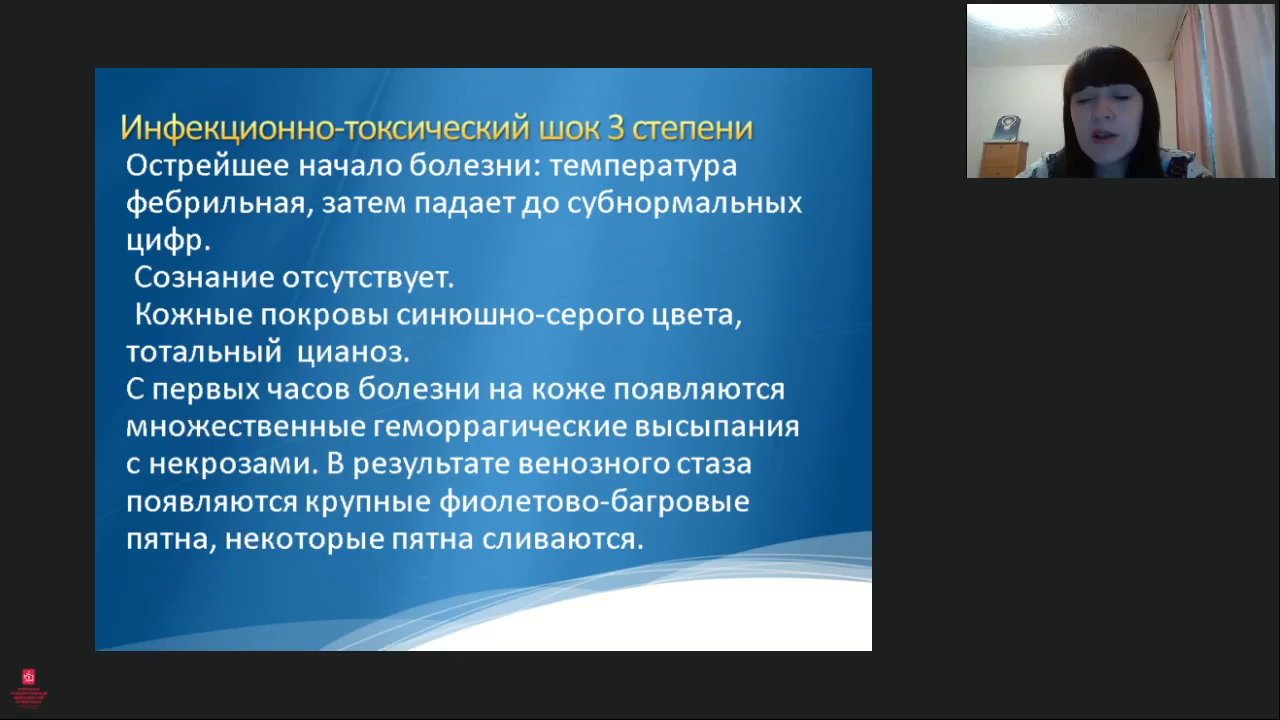 Инфекционно-токсический шок 3 степени
Острейшее начало болезни: температура
фебрильная, затем падает до субнормальных
цифр.
Сознание отсутствует.
Кожные покровы синюшно-серого цвета,
тотальный цианоз.
С первых часов болезни на коже появляются
множественные геморрагические высыпания
с некрозами. В результате венозного стаза
появляются крупные фиолетово-багровые
пятна, некоторые пятна сливаются.